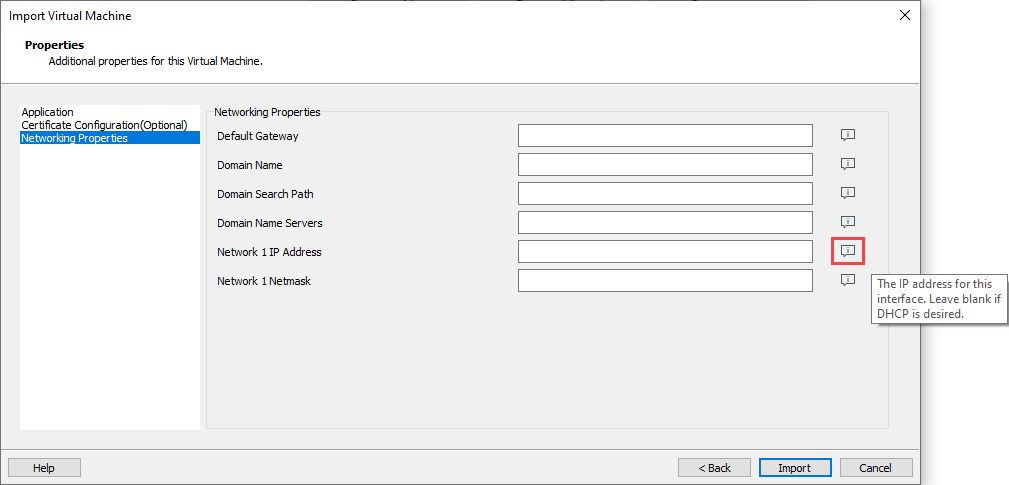 Import Virtual Machine
Properties
Additional properties for this Virtual Machine.
Application
Certificate Configuration(Optional)
Networking Properties
Networking Properties
Default Gateway
Domain Name
Domain Search Path
Domain Name Servers
Network 1 IP Address
Network 1 Netmask
The IP address for this
interface. Leave blank if
DHCP is desired.
Help
< Back
Import
Cancel